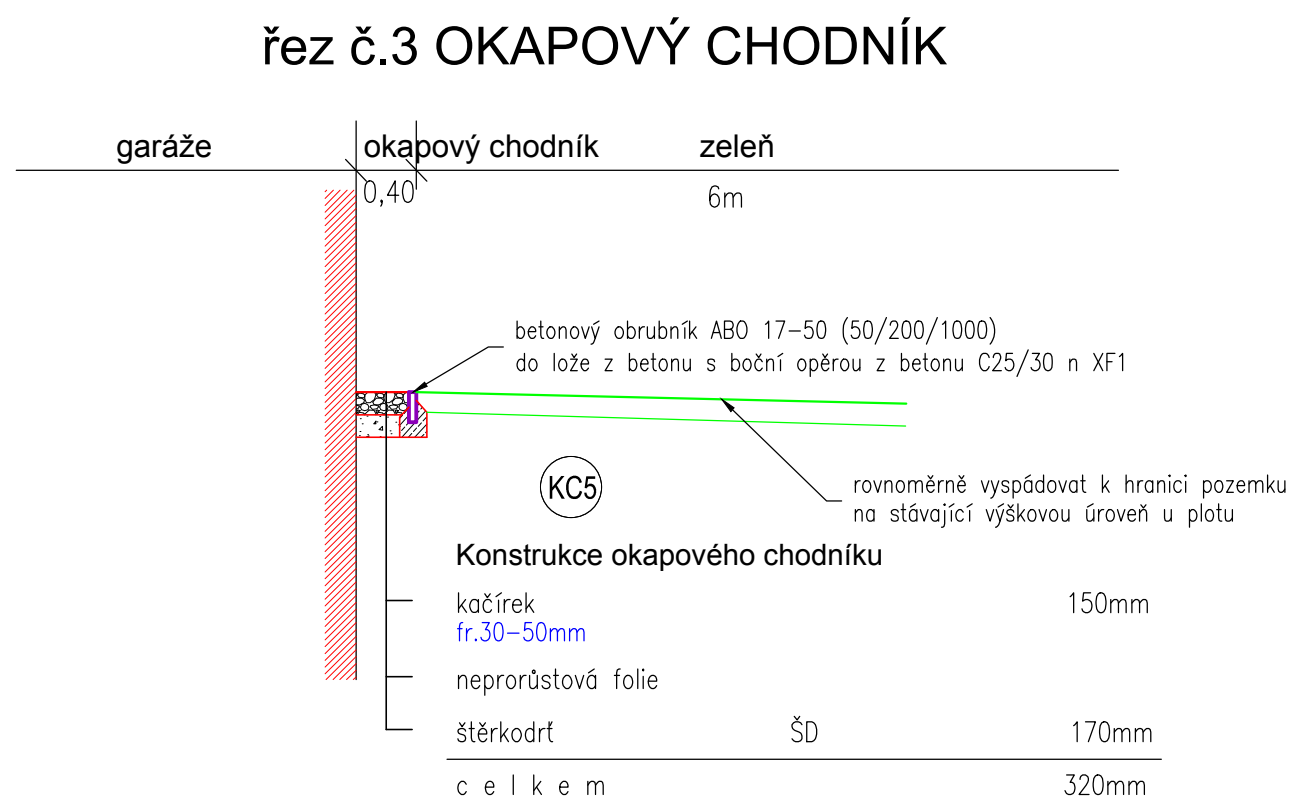 řez č.3 OKAPOVÝ CHODNÍK
garáže okapový chodník zeleň
0,40 6m
betonový obrubník ABO 17-50 (50/200/1000)
do lože z betonu s boční opěrou z betonu C25/30 n XF1
KC5
rovnoměrně vyspádovat k hranici pozemku
na stávající výškovou úroveň u plotu
Konstrukce okapového chodníku
kačírek 150mm
fr.30-50mm
neprorůstová folie
štěrkodrť ŠD 170mm
c e l k e m 320mm